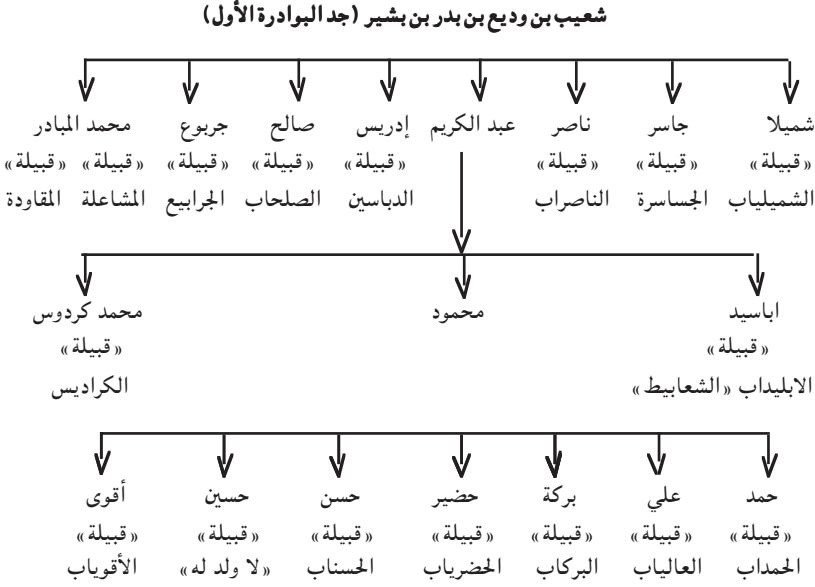 شعيب بن وديع بن بدر بن بشير (جد البوادرة الأول)
شميلا جاسر ناصر عبد الكريم إدريس صالح جربوع محمد المبادر
«قبيلة» «قبيلة» «قبيلة» «قبيلة» «قبيلة» «قبيلة» «قبيلة» «قبيلة»
الشميلياب الجساسرة الناصراب الدباسين الصلحاب الجرابيع المشاعلة المقاودة
اباسيد محمود محمد كردوس
«قبيلة» «قبيلة»
الابليداب «الشعابيط» الكراديس
حمد علي بركة حضير حسن حسين أقوى
«قبيلة» «قبيلة» «قبيلة» «قبيلة» «قبيلة» «قبيلة» «قبيلة»
الحمداب العالياب البركاب الحضرياب الحسناب «لا ولد له» الأقوياب